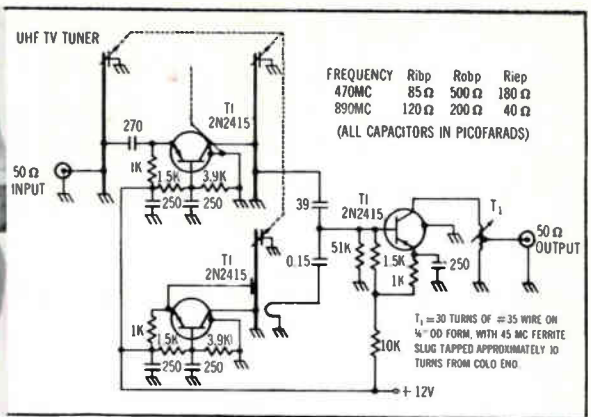 UHF TV TUNER
FREQUENCY Ribp Robp Riep
470MC 85Ω 500Ω 180Ω
890MC 120Ω 200Ω 40Ω
(ALL CAPACITORS IN PICOFARADS)
TI
2N2415
270
1K
1.5K
3.9K
250
250
50Ω
INPUT
39
TI
2N2415
T₁
50Ω
OUTPUT
TI
2N2415
0.15
51K
1.5K
1K
250
1K
1.5K
3.9K
250
250
10K
+ 12V
T₁ = 30 TURNS OF #35 WIRE ON
¼" OD FORM, WITH 45 MC FERRITE
SLUG TAPPED APPROXIMATELY 10
TURNS FROM COLD END.